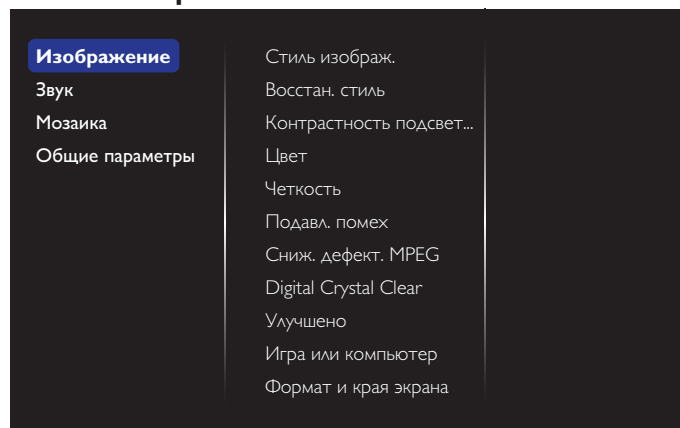 Изображение
Звук
Мозаика
Общие параметры
Стиль изображ.
Восстан. стиль
Контрастность подсвет...
Цвет
Четкость
Подавл. помех
Сниж. дефект. MPEG
Digital Crystal Clear
Улучшено
Игра или компьютер
Формат и края экрана